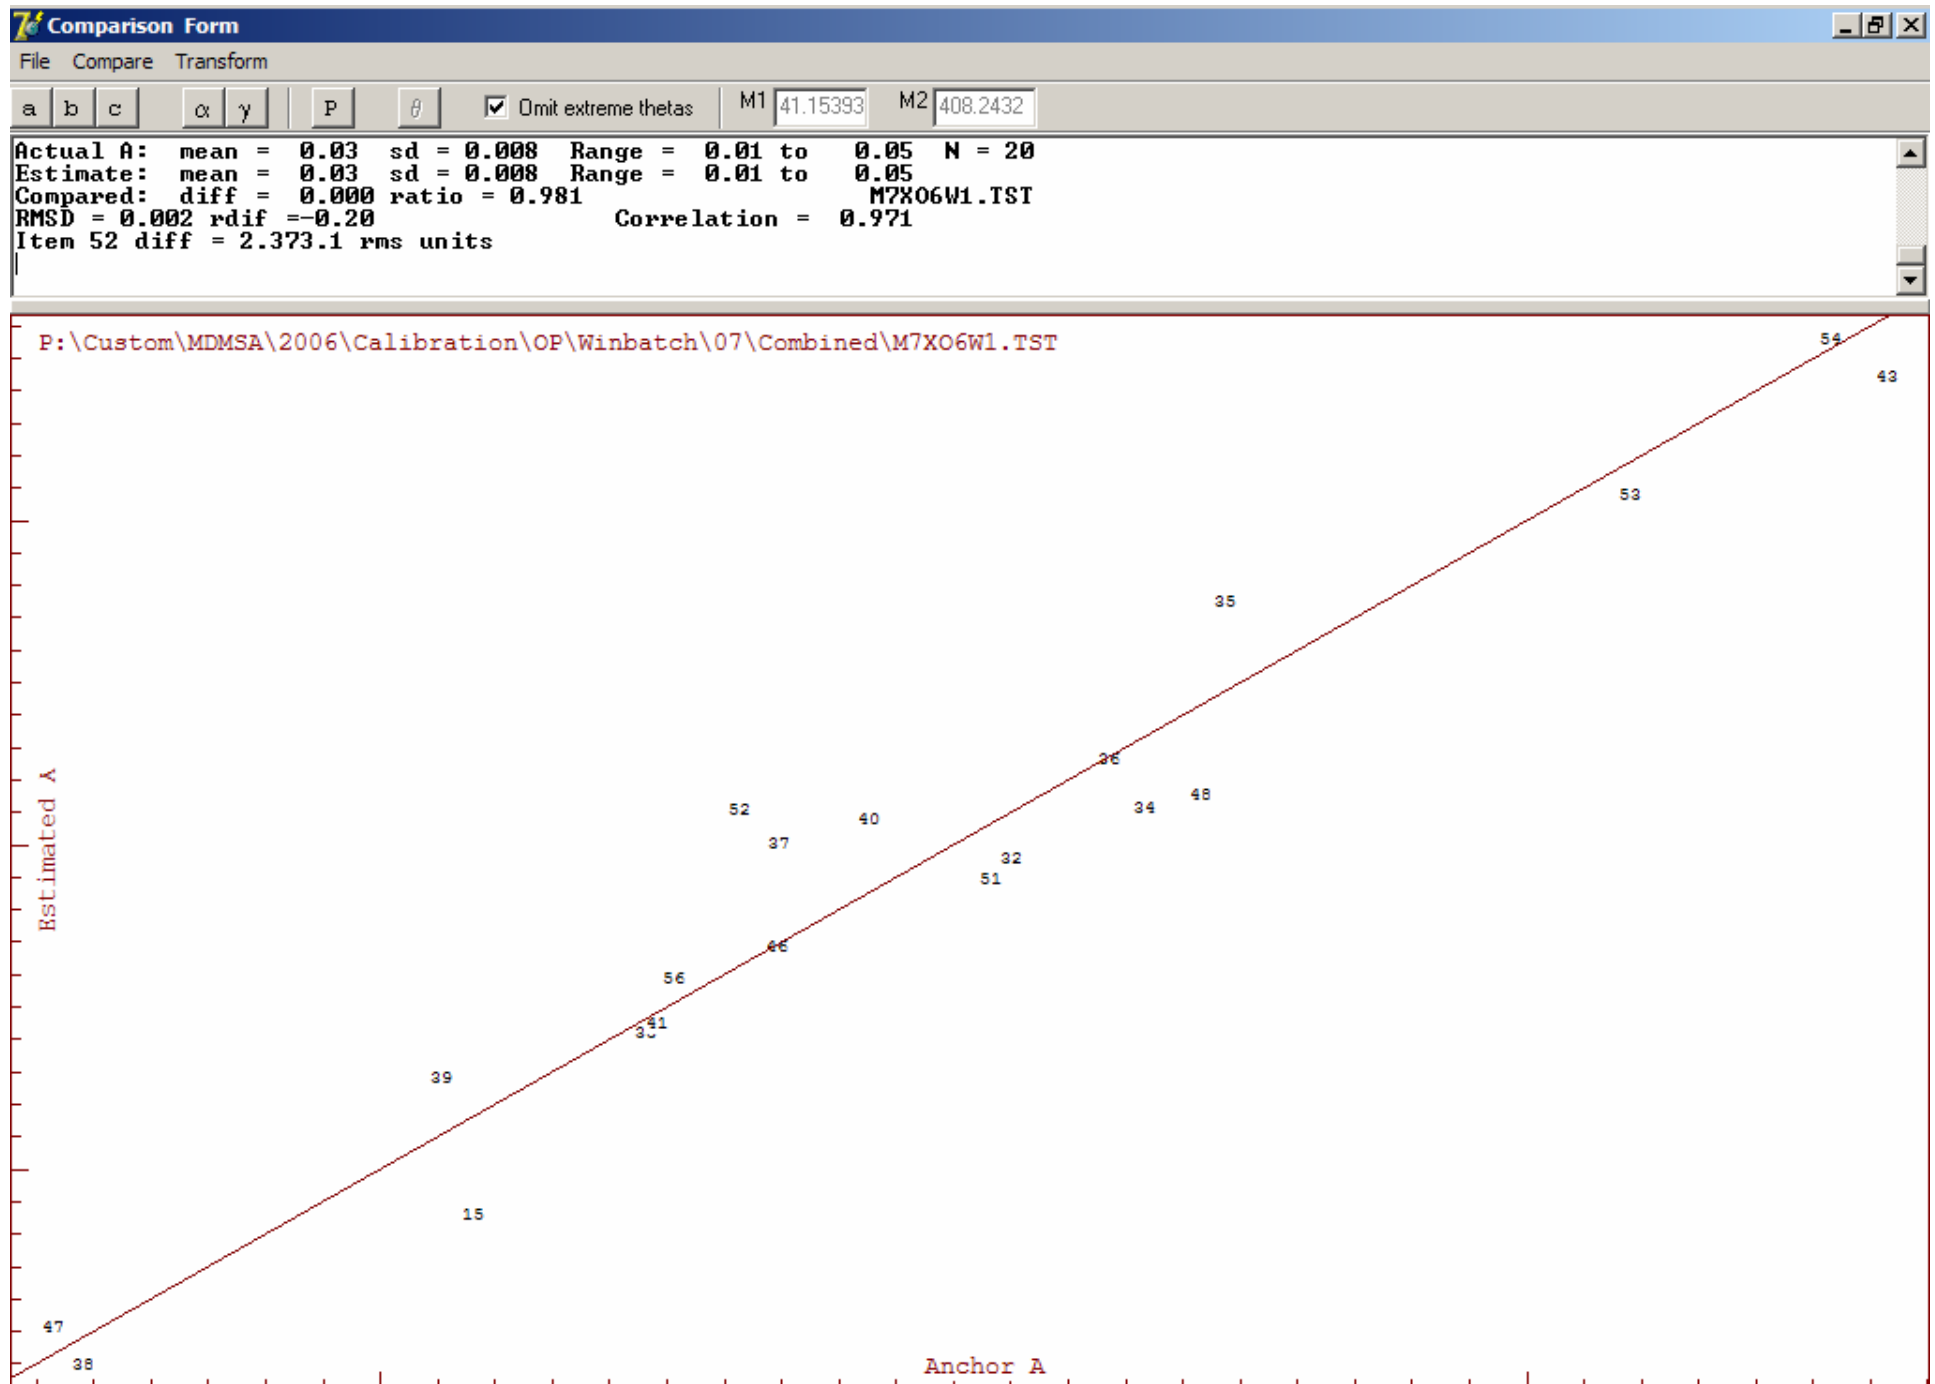 Comparison Form
File Compare Transform
a b c α γ P θ Omit extreme thetas M1 41.15393 M2 408.2432
Actual A: mean = 0.03 sd = 0.008 Range = 0.01 to 0.05 N = 20
Estimate: mean = 0.03 sd = 0.008 Range = 0.01 to 0.05
Compared: diff = 0.000 ratio = 0.981 M7XO6W1.TST
RMSD = 0.002 rdif =-0.20 Correlation = 0.971
Item 52 diff = 2.373.1 rms units
P:\Custom\MDMSA\2006\Calibration\OP\Winbatch\07\Combined\M7XO6W1.TST
54
43
53
35
36
48
34
52
40
37
32
51
46
56
41
39
15
47
38
Estimated A
Anchor A